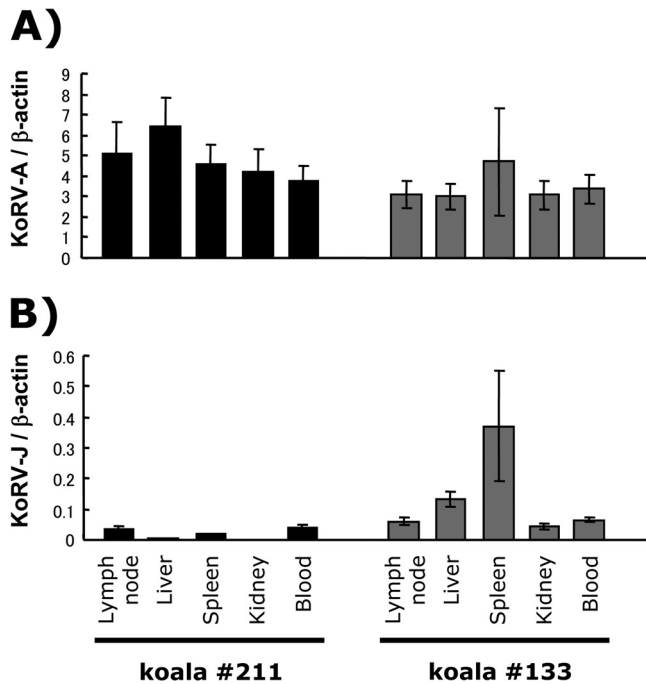 A)
KoRV-A / β-actin
9
8
7
6
5
4
3
2
1
0
B)
KoRV-J / β-actin
0.6
0.5
0.4
0.3
0.2
0.1
0
Lymph
node
Liver
Spleen
Kidney
Blood
Lymph
node
Liver
Spleen
Kidney
Blood
koala #211
koala #133